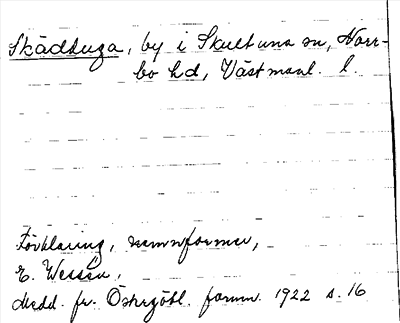 Skädduga, by i Skultuna sn, Norr-
bo hd, Västmanl. l.
Förklaring, namnformer,
E. Wessén,
Medd. fr. Östergötl. fornm. 1922 s. 16